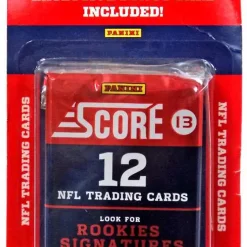 INCLUDED!
PANINI
PANINI
SCORE 13
12
NFL TRADING CARDS
LOOK FOR
ROOKIES
SIGNATURES
NFL TRADING CARDS
NFL TRADING CARDS